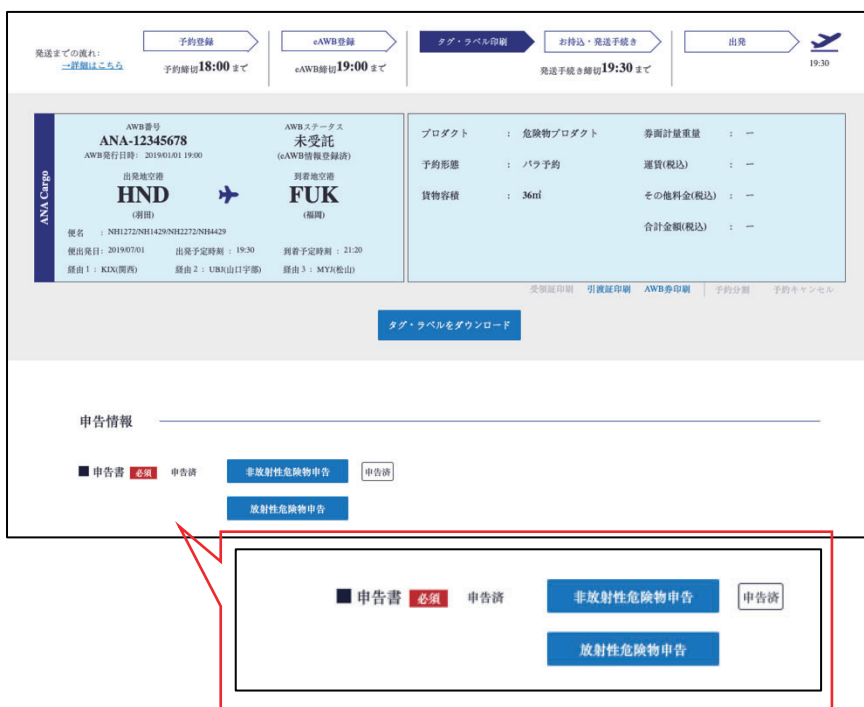 発送までの流れ:
→詳細はこちら
予約登録
予約締切18:00まで
eAWB登録
eAWB締切19:00まで
タグ・ラベル印刷
お持込・発送手続き
発送手続き締切19:30まで
出発
19:30
ANA Cargo
AWB番号
ANA-12345678
AWB発行日時: 2019/01/01 19:00
AWBステータス
未受託
(eAWB情報登録済)
出発地空港
HND
(羽田)
到着地空港
FUK
(福岡)
便名 : NH1272/NH1429/NH2272/NH4429
便出発日: 2019/07/01 出発予定時刻 : 19:30 到着予定時刻 : 21:20
経由1 : KIX(関西) 経由2 : UBJ(山口宇部) 経由3 : MYJ(松山)
プロダクト : 危険物プロダクト
予約形態 : バラ予約
貨物容積 : 36㎥
券面計量重量 : ー
運賃(税込) : ー
その他料金(税込) : ー
合計金額(税込) : ー
受領証印刷 引渡証印刷 AWB券印刷 予約分割 予約キャンセル
タグ・ラベルをダウンロード
申告情報
■申告書 必須 申告済 非放射性危険物申告 申告済
放射性危険物申告
■申告書 必須 申告済 非放射性危険物申告 申告済
放射性危険物申告